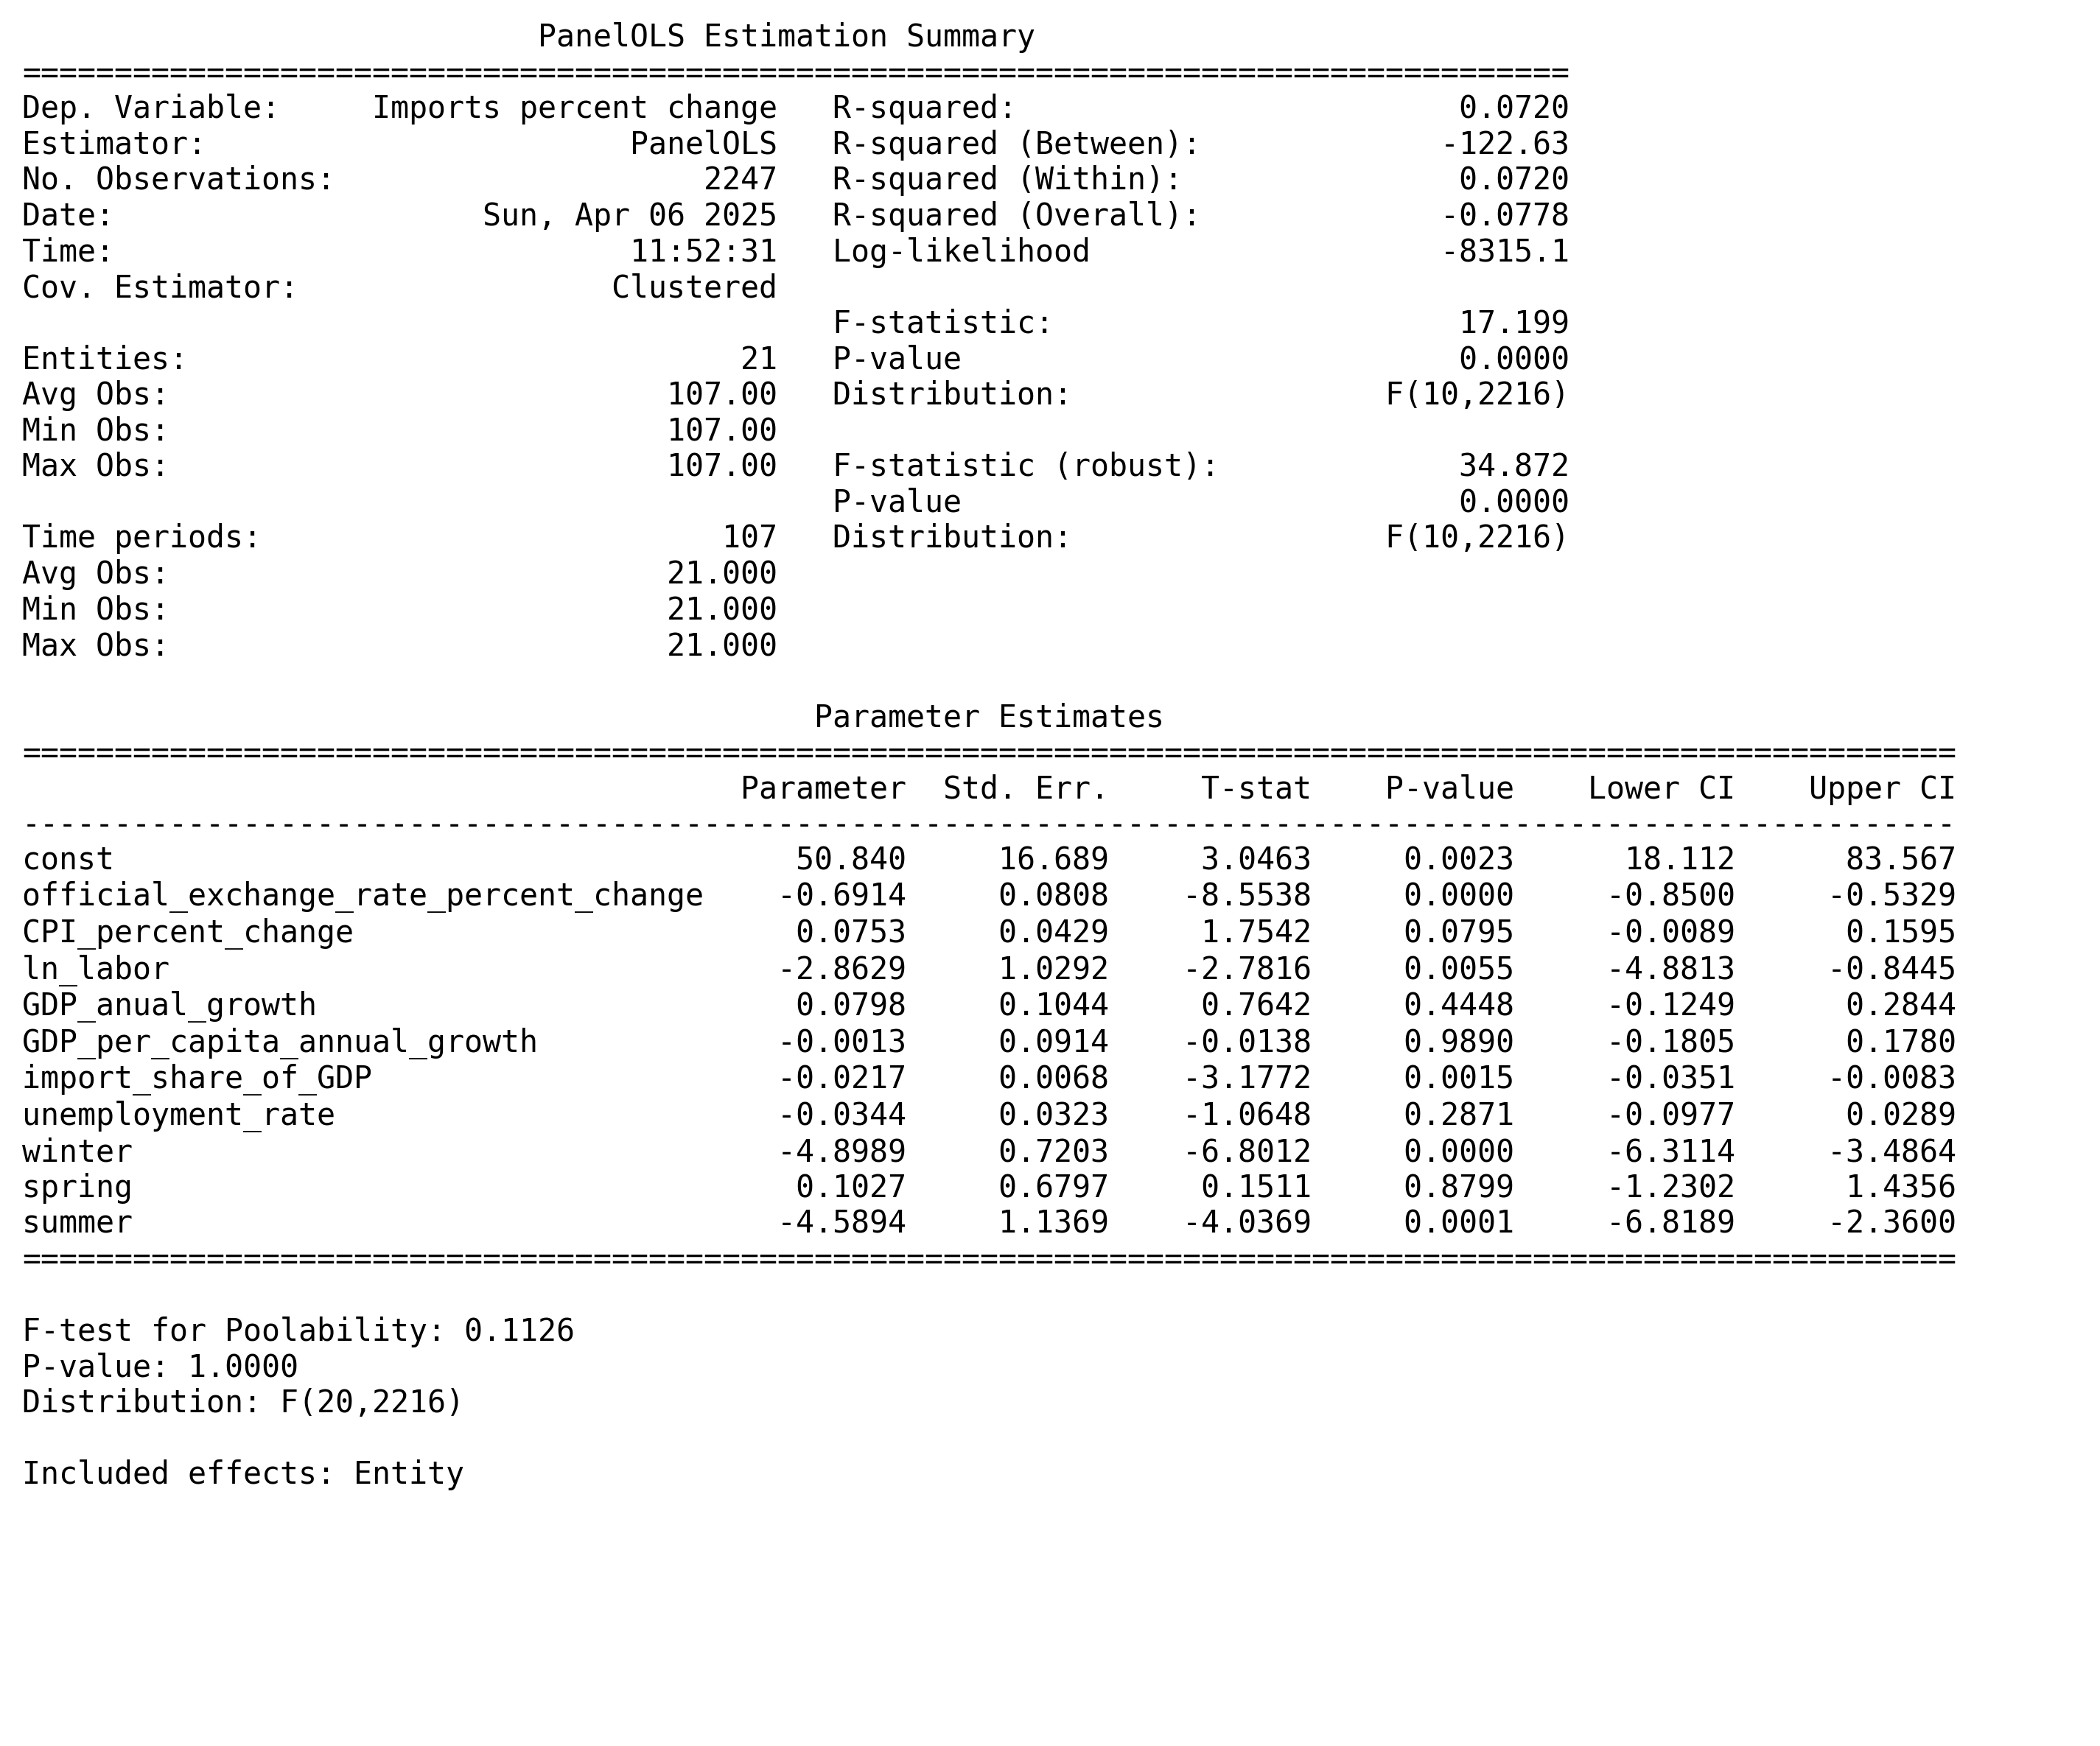 PanelOLS Estimation Summary
====================================================================================
Dep. Variable:     Imports percent change   R-squared:                        0.0720
Estimator:                       PanelOLS   R-squared (Between):             -122.63
No. Observations:                    2247   R-squared (Within):               0.0720
Date:                    Sun, Apr 06 2025   R-squared (Overall):             -0.0778
Time:                            11:52:31   Log-likelihood                   -8315.1
Cov. Estimator:                 Clustered
                                            F-statistic:                      17.199
Entities:                              21   P-value                           0.0000
Avg Obs:                           107.00   Distribution:                 F(10,2216)
Min Obs:                           107.00
Max Obs:                           107.00   F-statistic (robust):             34.872
                                            P-value                           0.0000
Time periods:                         107   Distribution:                 F(10,2216)
Avg Obs:                           21.000
Min Obs:                           21.000
Max Obs:                           21.000
Parameter Estimates
=========================================================================================================
                                       Parameter  Std. Err.     T-stat    P-value    Lower CI    Upper CI
---------------------------------------------------------------------------------------------------------
const                                     50.840     16.689     3.0463     0.0023      18.112      83.567
official_exchange_rate_percent_change    -0.6914     0.0808    -8.5538     0.0000     -0.8500     -0.5329
CPI_percent_change                        0.0753     0.0429     1.7542     0.0795     -0.0089      0.1595
ln_labor                                 -2.8629     1.0292    -2.7816     0.0055     -4.8813     -0.8445
GDP_anual_growth                          0.0798     0.1044     0.7642     0.4448     -0.1249      0.2844
GDP_per_capita_annual_growth             -0.0013     0.0914    -0.0138     0.9890     -0.1805      0.1780
import_share_of_GDP                      -0.0217     0.0068    -3.1772     0.0015     -0.0351     -0.0083
unemployment_rate                        -0.0344     0.0323    -1.0648     0.2871     -0.0977      0.0289
winter                                   -4.8989     0.7203    -6.8012     0.0000     -6.3114     -3.4864
spring                                    0.1027     0.6797     0.1511     0.8799     -1.2302      1.4356
summer                                   -4.5894     1.1369    -4.0369     0.0001     -6.8189     -2.3600
=========================================================================================================
F-test for Poolability: 0.1126
P-value: 1.0000
Distribution: F(20,2216)
Included effects: Entity